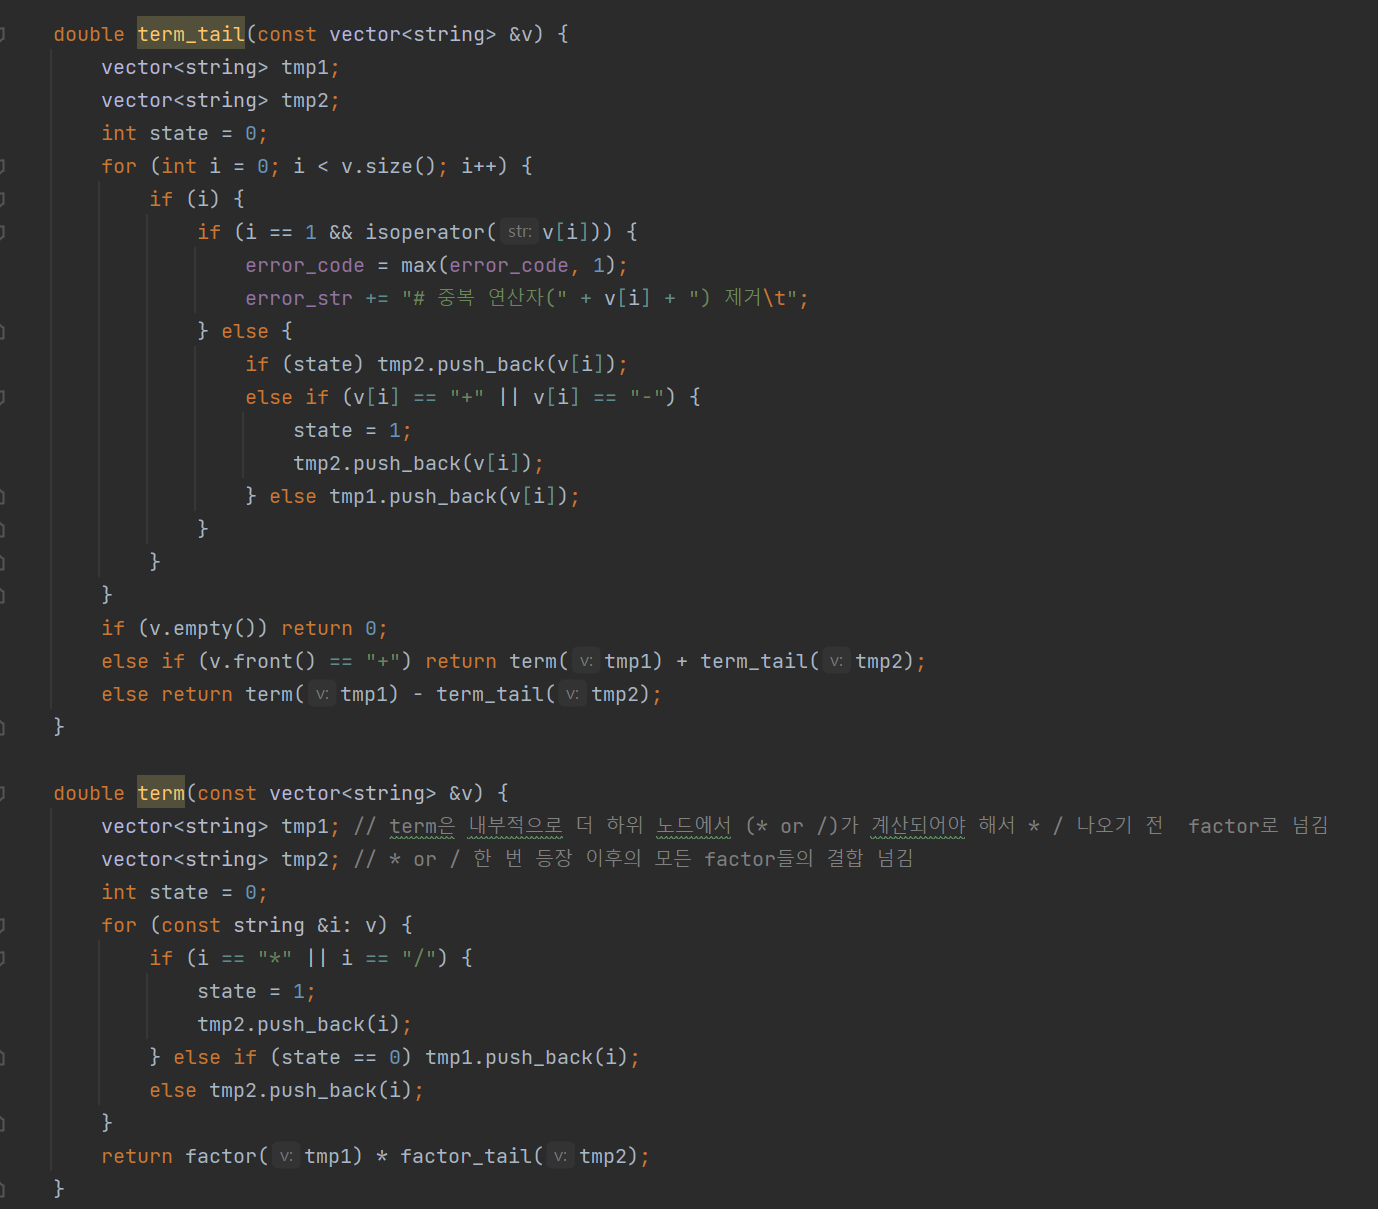 double term_tail(const vector<string> &v) {
    vector<string> tmp1;
    vector<string> tmp2;
    int state = 0;
    for (int i = 0; i < v.size(); i++) {
        if (i) {
            if (i == 1 && isoperator( str: v[i])) {
                error_code = max(error_code, 1);
                error_str += "# 중복 연산자(" + v[i] + ") 제거\t";
            } else {
                if (state) tmp2.push_back(v[i]);
                else if (v[i] == "+" || v[i] == "-") {
                    state = 1;
                    tmp2.push_back(v[i]);
                } else tmp1.push_back(v[i]);
            }
        }
    }
    if (v.empty()) return 0;
    else if (v.front() == "+") return term( v: tmp1) + term_tail( v: tmp2);
    else return term( v: tmp1) - term_tail( v: tmp2);
}
double term(const vector<string> &v) {
    vector<string> tmp1; // term은 내부적으로 더 하위 노드에서 (* or /)가 계산되어야 해서 * / 나오기 전  factor로 넘김
    vector<string> tmp2; // * or / 한 번 등장 이후의 모든 factor들의 결합 넘김
    int state = 0;
    for (const string &i: v) {
        if (i == "*" || i == "/") {
            state = 1;
            tmp2.push_back(i);
        } else if (state == 0) tmp1.push_back(i);
        else tmp2.push_back(i);
    }
    return factor( v: tmp1) * factor_tail( v: tmp2);
}